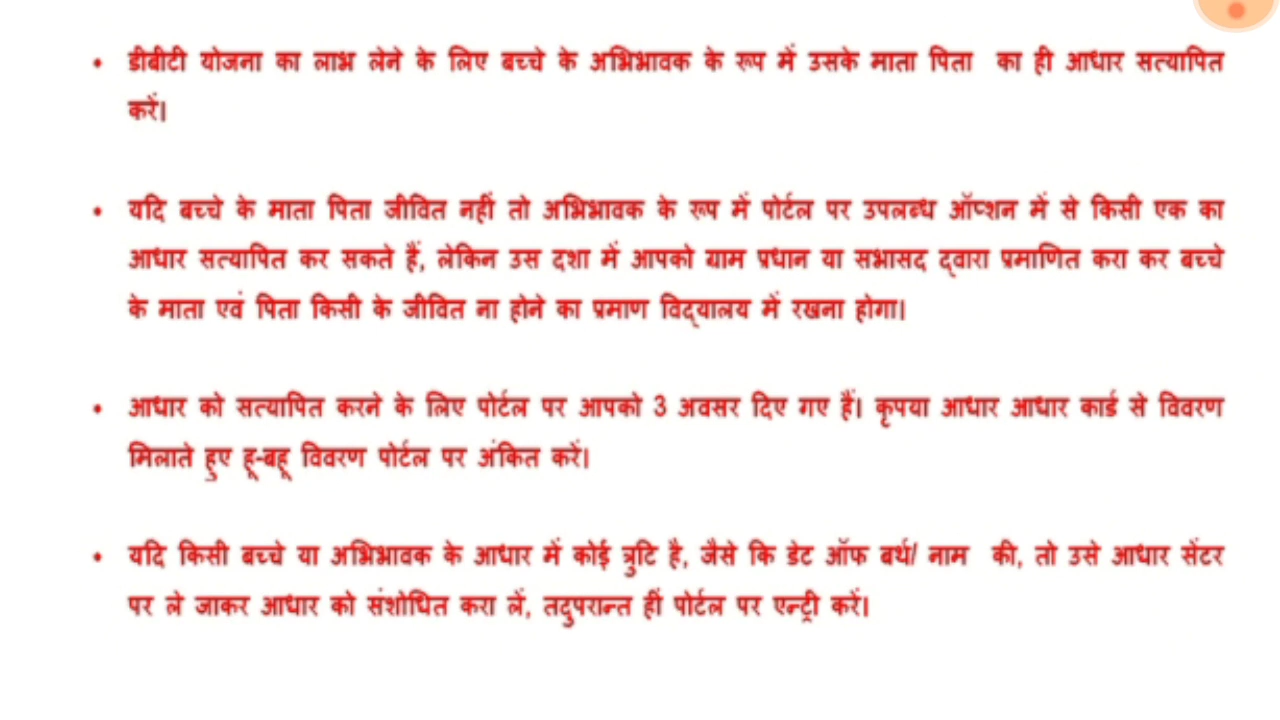 • डीबीटी योजना का लाभ लेने के लिए बच्चे के अभिभावक के रूप में उसके माता पिता का ही आधार सत्यापित
करें।
• यदि बच्चे के माता पिता जीवित नहीं तो अभिभावक के रूप में पोर्टल पर उपलब्ध ऑप्शन में से किसी एक का
आधार सत्यापित कर सकते हैं, लेकिन उस दशा में आपको ग्राम प्रधान या सभासद द्वारा प्रमाणित करा कर बच्चे
के माता एवं पिता किसी के जीवित ना होने का प्रमाण विद्यालय में रखना होगा।
• आधार को सत्यापित करने के लिए पोर्टल पर आपको 3 अवसर दिए गए हैं। कृपया आधार आधार कार्ड से विवरण
मिलाते हुए हू-बहू विवरण पोर्टल पर अंकित करें।
• यदि किसी बच्चे या अभिभावक के आधार में कोई त्रुटि है, जैसे कि डेट ऑफ बर्थ/ नाम की, तो उसे आधार सेंटर
पर ले जाकर आधार को संशोधित करा लें, तदुपरान्त हीं पोर्टल पर एन्ट्री करें।